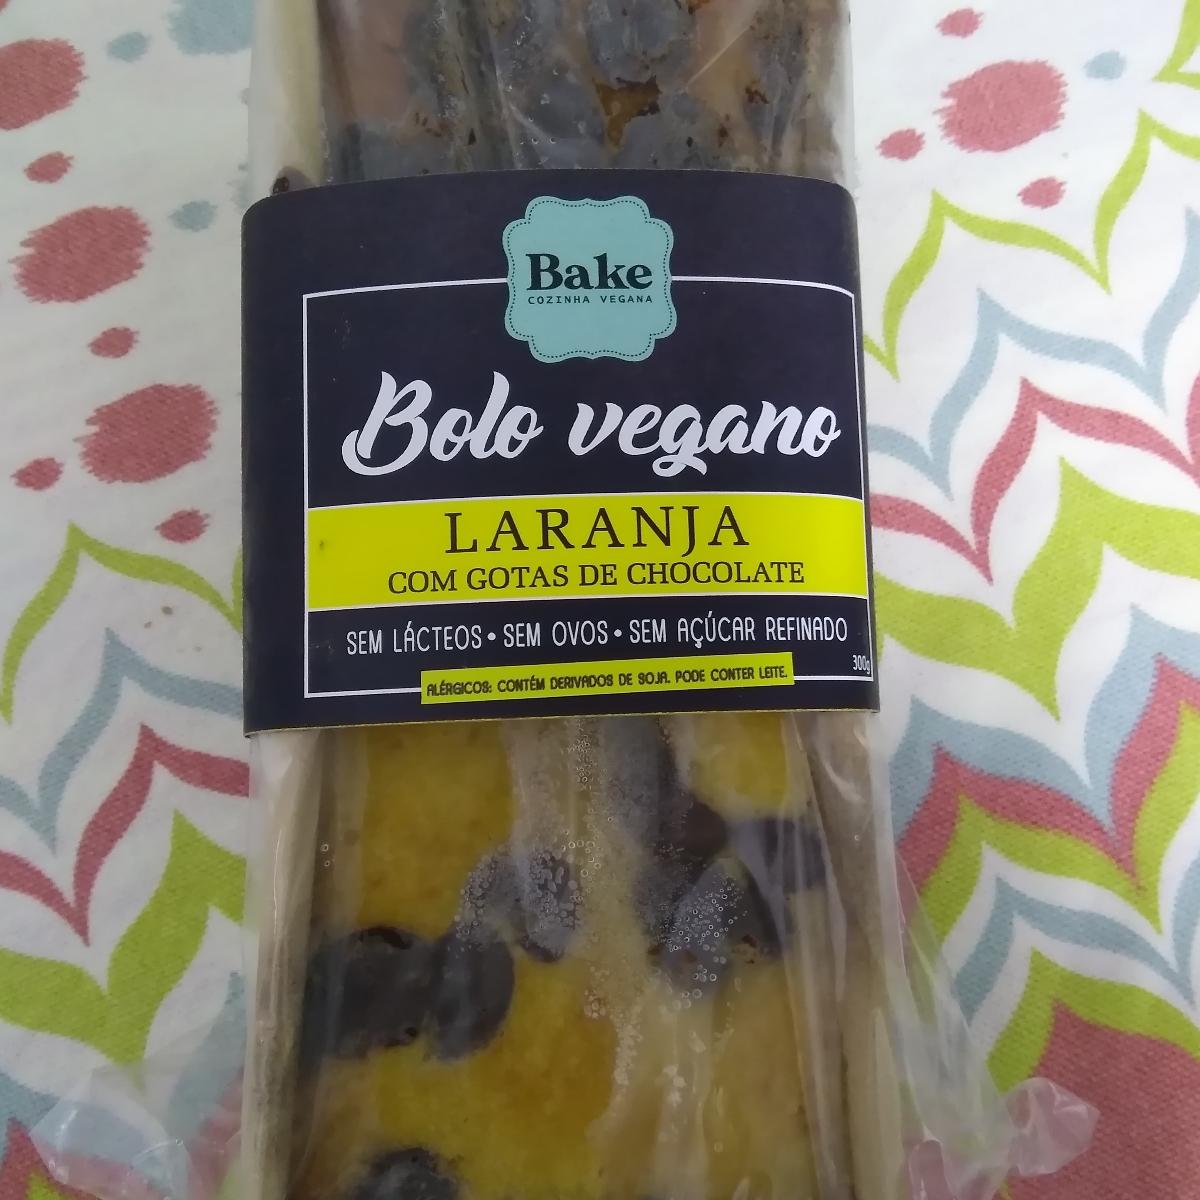 Bake
COZINHA VEGANA
Bolo vegano
LARANJA
COM GOTAS DE CHOCOLATE
SEM LÁCTEOS • SEM OVOS • SEM AÇÚCAR REFINADO
300g
ALÉRGICOS: CONTÉM DERIVADOS DE SOJA. PODE CONTER LEITE.